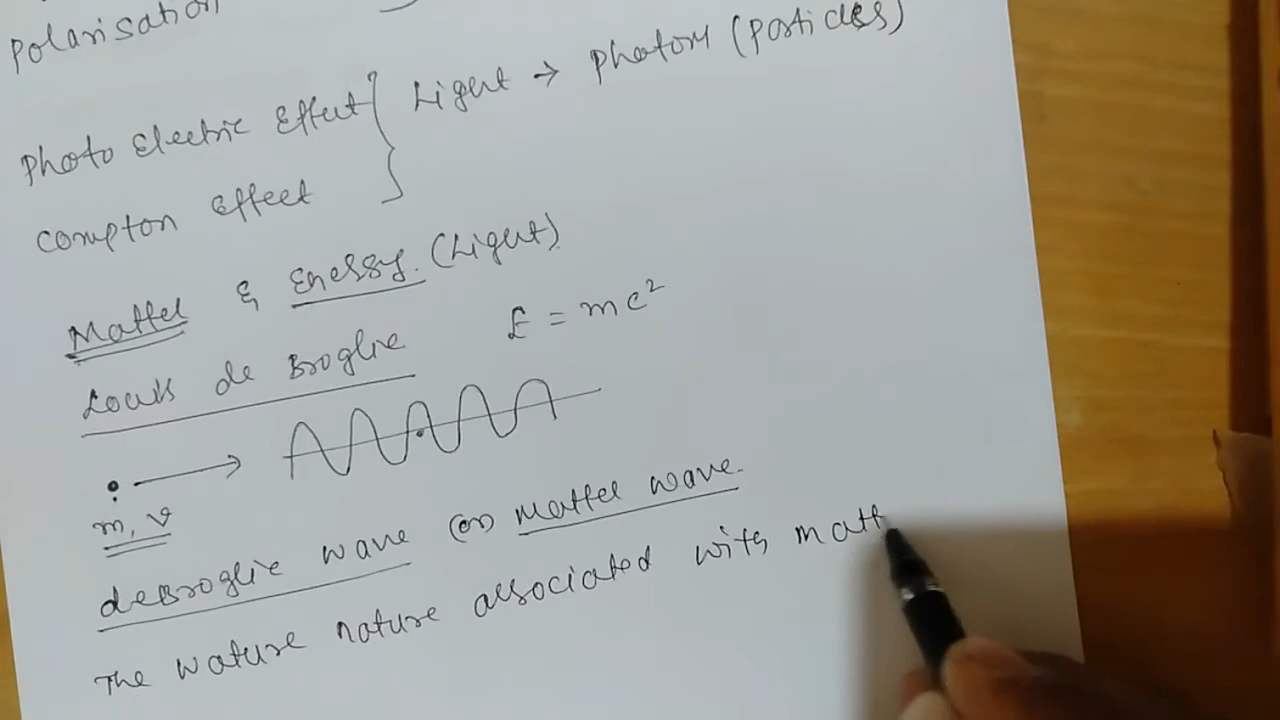 Polarisation
Photo Electric Effect
Light → Photons (Particles)
Compton Effect
Matter & Energy. (Light)
Louis de Broglie E = mc²
m, v
deBroglie wave (or) Matter wave.
The wature nature associated with matt